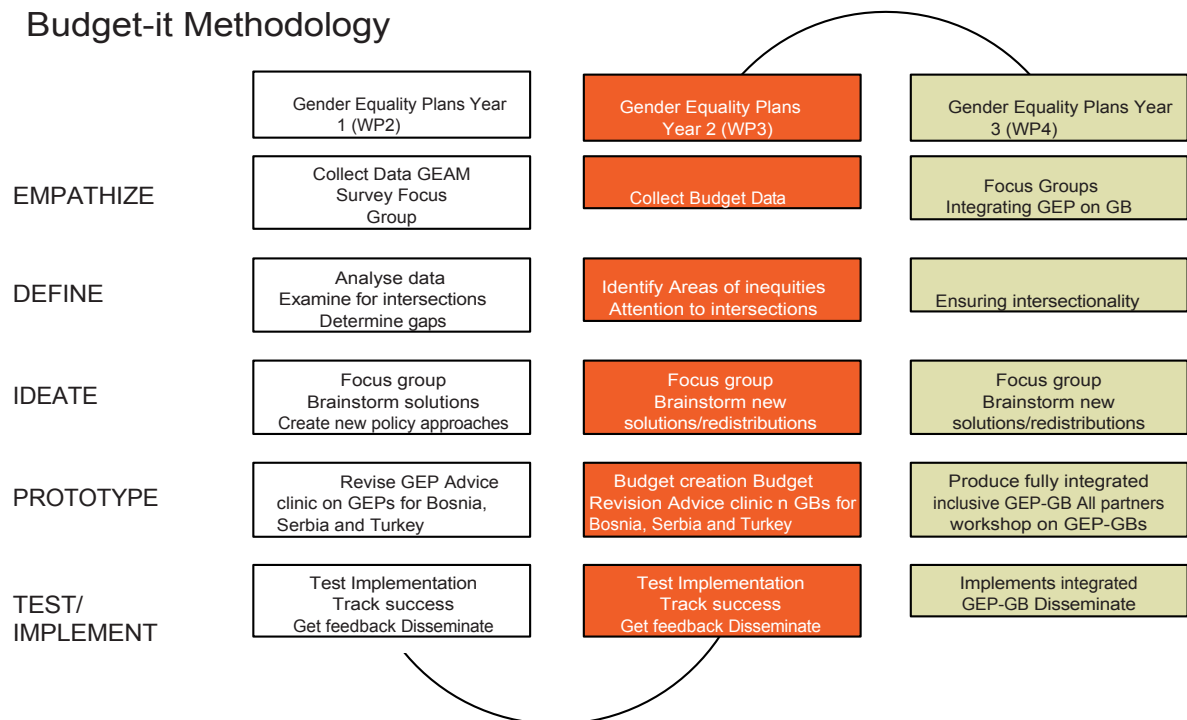 Budget-it Methodology
Gender Equality Plans Year
1 (WP2)
Gender Equality Plans
Year 2 (WP3)
Gender Equality Plans Year
3 (WP4)
EMPATHIZE
Collect Data GEAM
Survey Focus
Group
Collect Budget Data
Focus Groups
Integrating GEP on GB
DEFINE
Analyse data
Examine for intersections
Determine gaps
Identify Areas of inequities
Attention to intersections
Ensuring intersectionality
IDEATE
Focus group
Brainstorm solutions
Create new policy approaches
Focus group
Brainstorm new
solutions/redistributions
Focus group
Brainstorm new
solutions/redistributions
PROTOTYPE
Revise GEP Advice
clinic on GEPs for Bosnia,
Serbia and Turkey
Budget creation Budget
Revision Advice clinic n GBs for
Bosnia, Serbia and Turkey
Produce fully integrated
inclusive GEP-GB All partners
workshop on GEP-GBs
TEST/
IMPLEMENT
Test Implementation
Track success
Get feedback Disseminate
Test Implementation
Track success
Get feedback Disseminate
Implements integrated
GEP-GB Disseminate